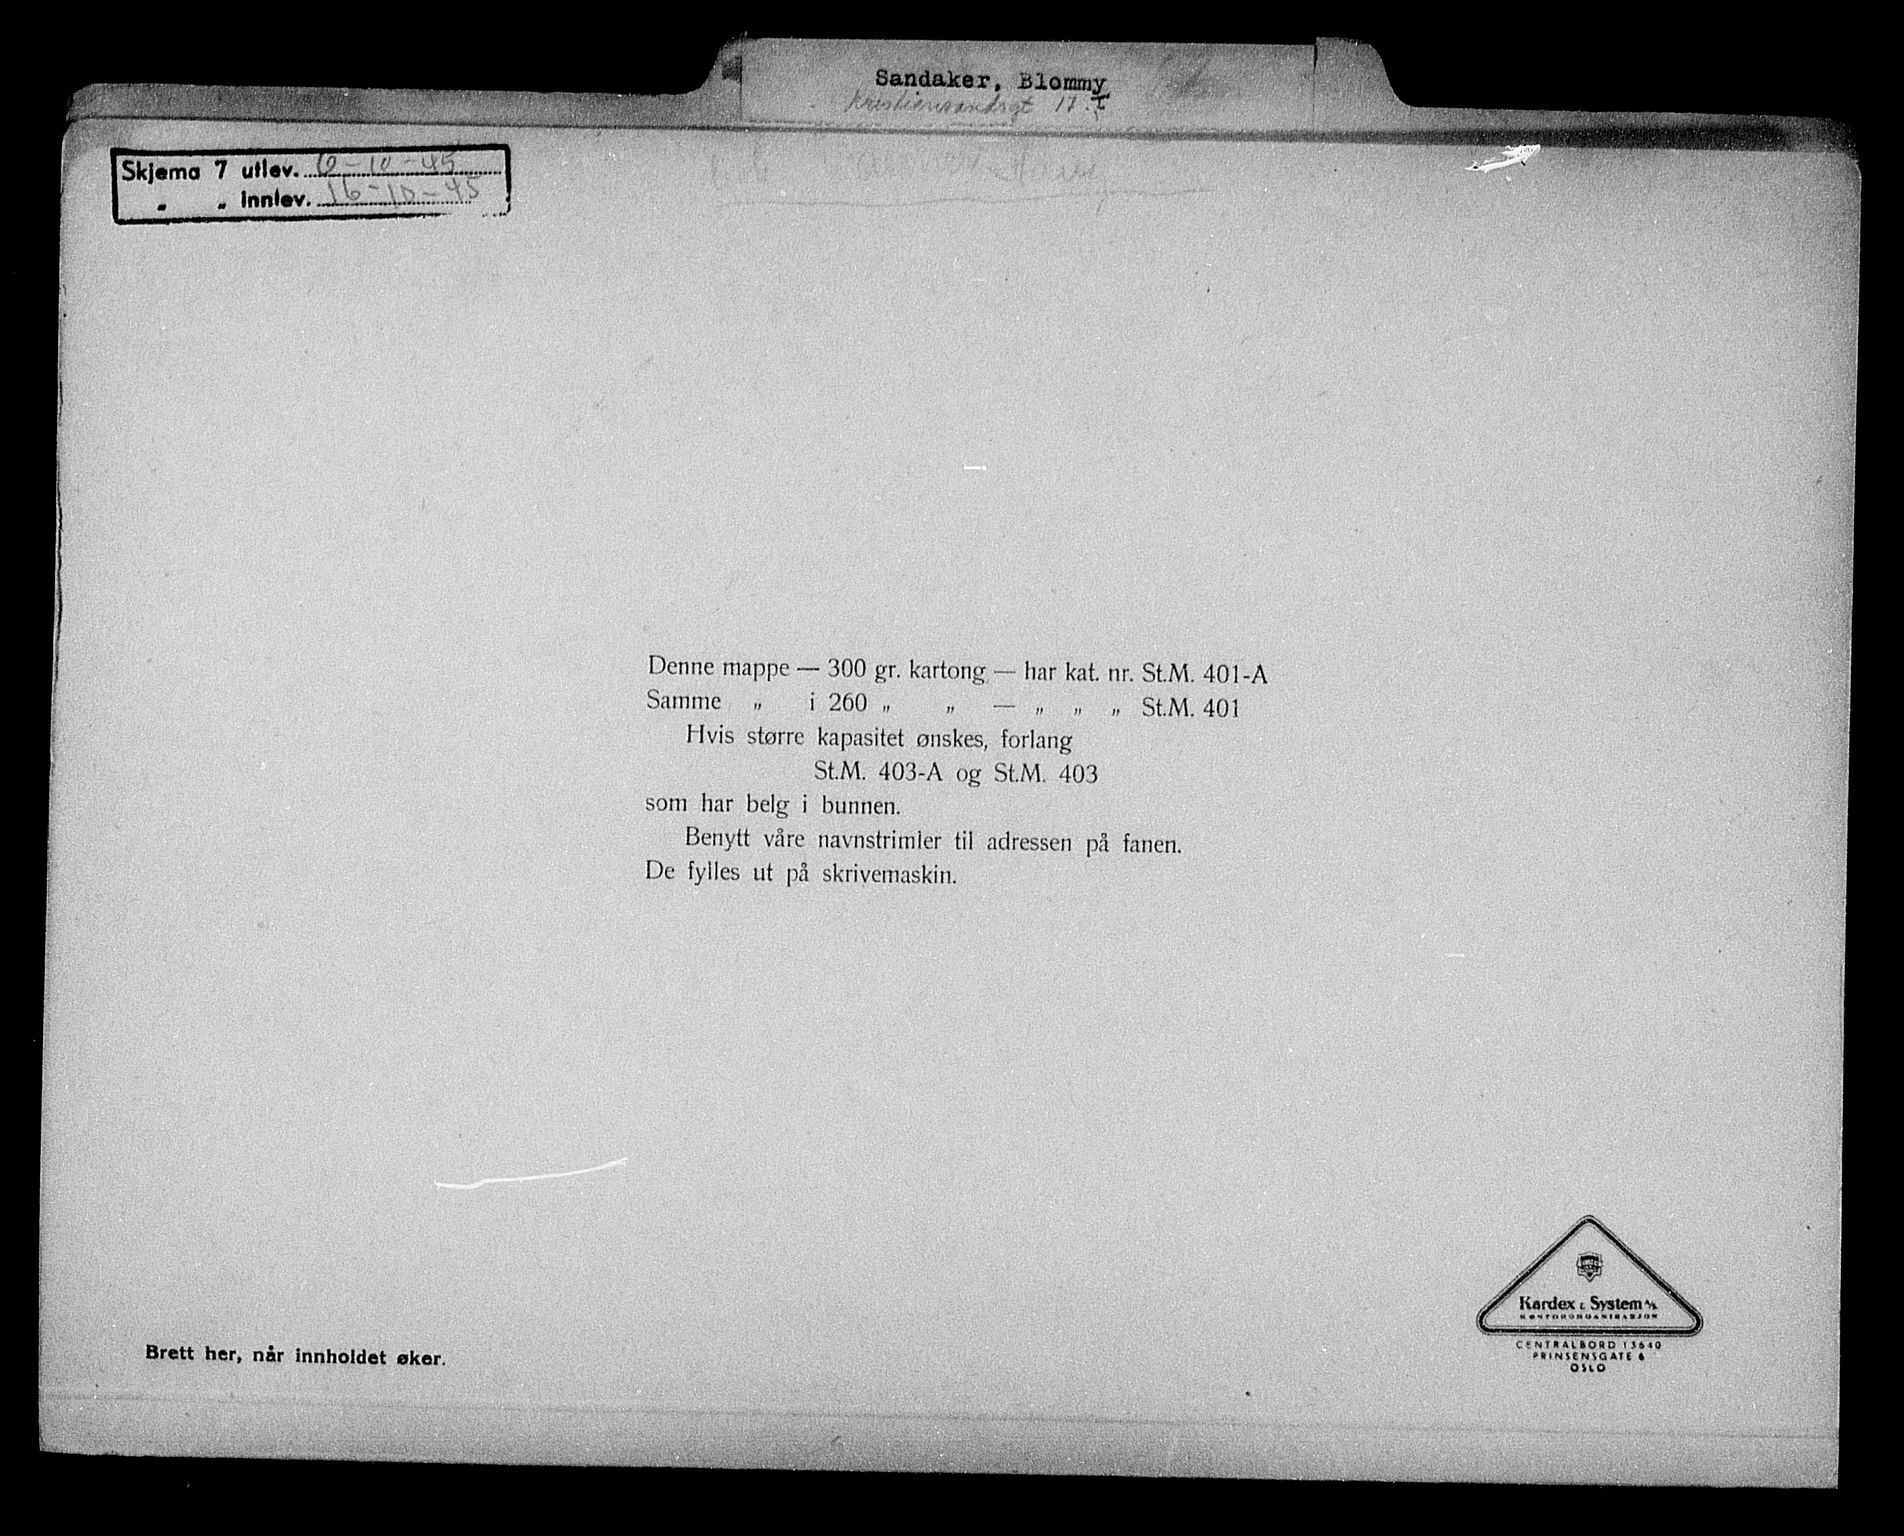 Sandaker, Blommy
Kristiansandsgt 17 I
Skjema 7 utlev. 6-10-45
„ „ innlev. 16-10-45
Denne mappe — 300 gr. kartong — har kat. nr. St.M. 401-A
Samme „ i 260 „ „ — „ „ „ St.M. 401
Hvis større kapasitet ønskes, forlang
St.M. 403-A og St.M. 403
som har belg i bunnen.
Benytt våre navnstrimler til adressen på fanen.
De fylles ut på skrivemaskin.
Kardex & System A/S
KONTORORGANISASJON
CENTRALBORD 13640
PRINSENSGATE 6
OSLO
Brett her, når innholdet øker.